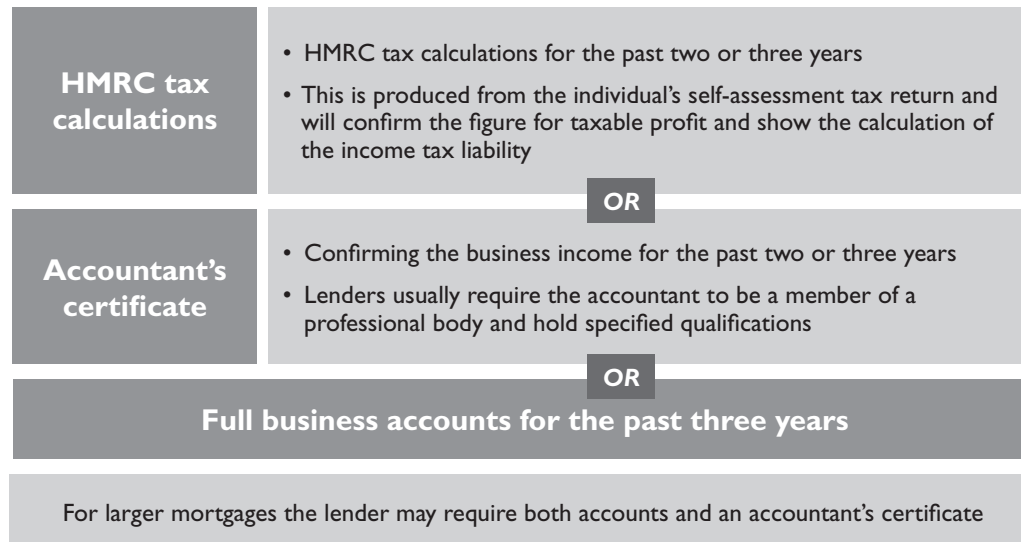 HMRC tax
calculations
• HMRC tax calculations for the past two or three years
• This is produced from the individual’s self-assessment tax return and
will confirm the figure for taxable profit and show the calculation of
the income tax liability
OR
Accountant’s
certificate
• Confirming the business income for the past two or three years
• Lenders usually require the accountant to be a member of a
professional body and hold specified qualifications
OR
Full business accounts for the past three years
For larger mortgages the lender may require both accounts and an accountant’s certificate